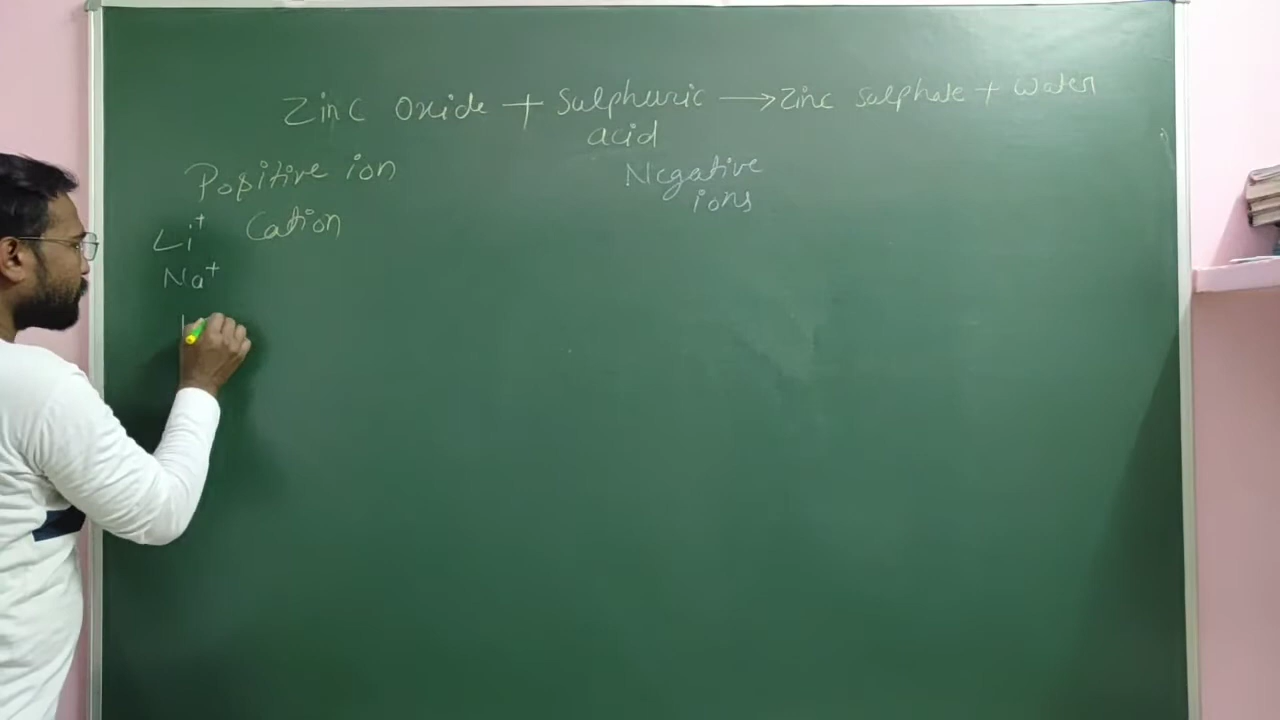 Zinc Oxide + Sulphuric → Zinc sulphate + water
acid
Positive ion
Negative
ions
Cation
Li⁺
Na⁺